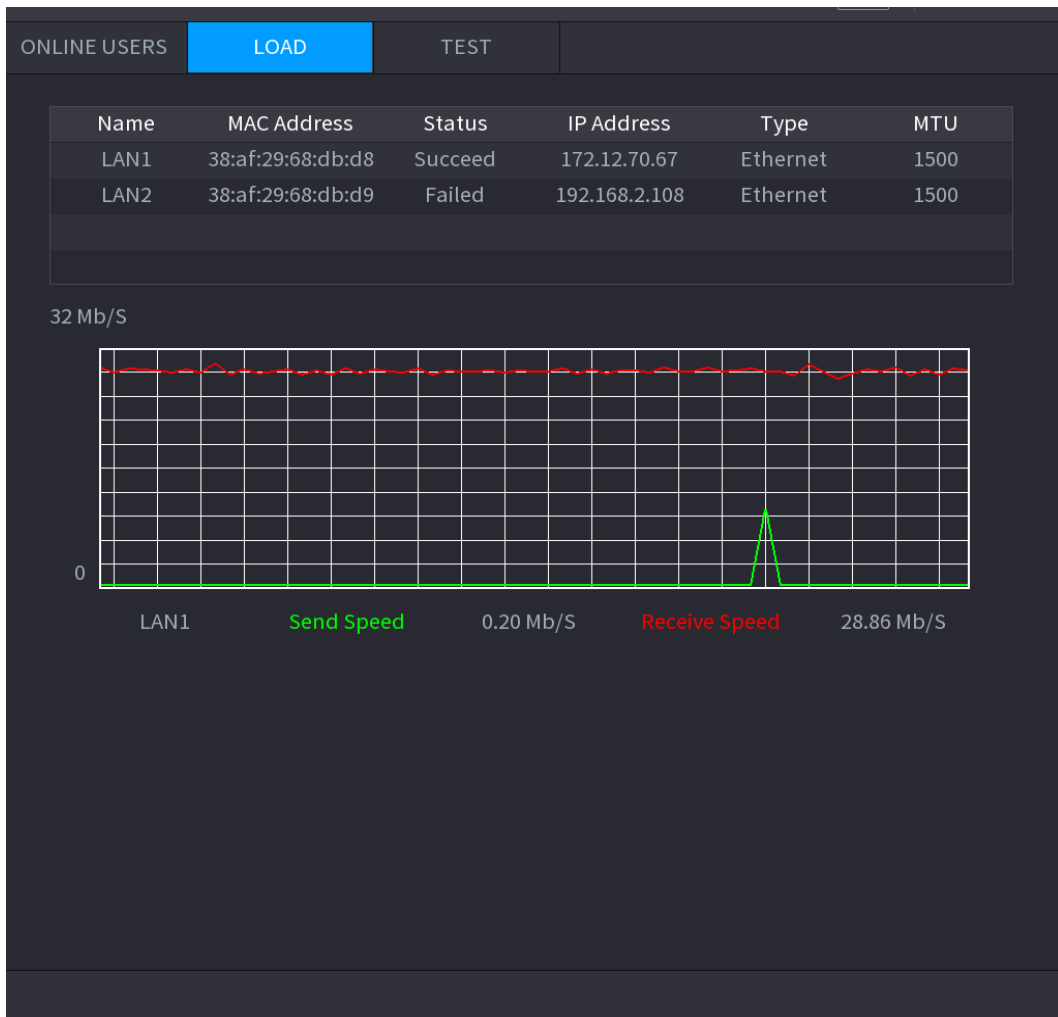 ONLINE USERS LOAD TEST
Name MAC Address Status IP Address Type MTU
LAN1 38:af:29:68:db:d8 Succeed 172.12.70.67 Ethernet 1500
LAN2 38:af:29:68:db:d9 Failed 192.168.2.108 Ethernet 1500
32 Mb/S
0
LAN1 Send Speed 0.20 Mb/S Receive Speed 28.86 Mb/S